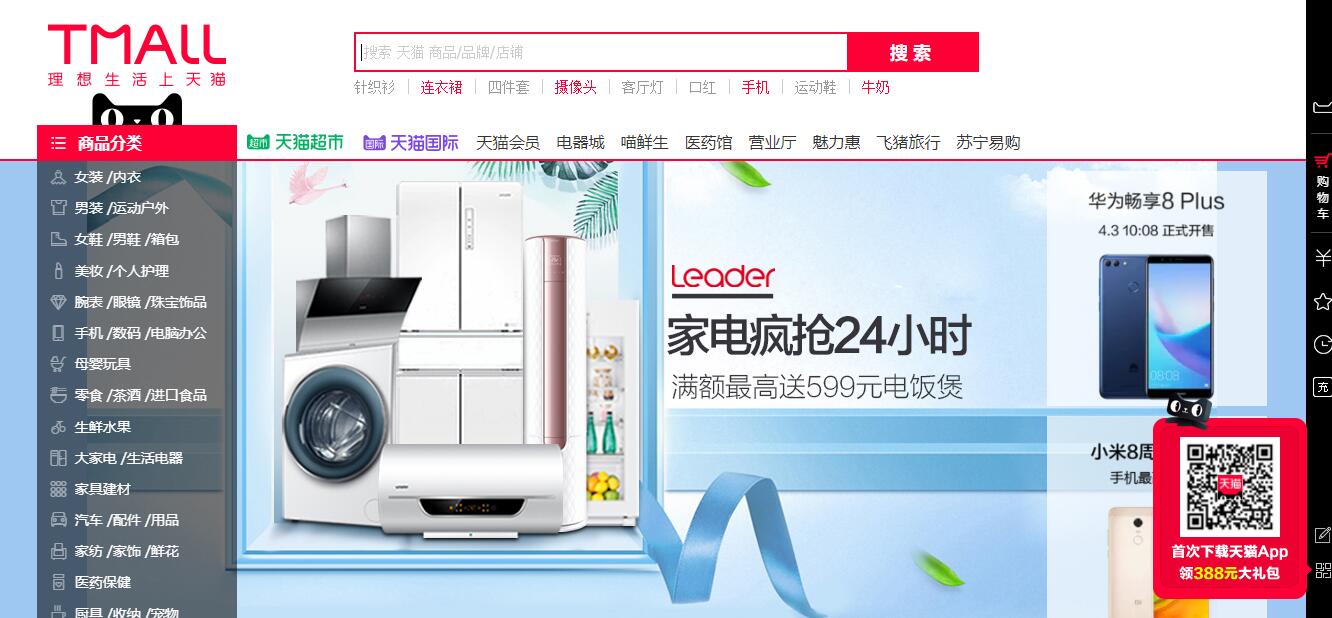 TMALL
理想生活上天猫
搜索 天猫 商品/品牌/店铺
搜索
针织衫 连衣裙 四件套 摄像头 客厅灯 口红 手机 运动鞋 牛奶
商品分类
超市 天猫超市 国际 天猫国际 天猫会员 电器城 喵鲜生 医药馆 营业厅 魅力惠 飞猪旅行 苏宁易购
女装 /内衣
男装 /运动户外
女鞋 /男鞋 /箱包
美妆 /个人护理
腕表 /眼镜 /珠宝饰品
手机 /数码 /电脑办公
母婴玩具
零食 /茶酒 /进口食品
生鲜水果
大家电 /生活电器
家具建材
汽车 /配件 /用品
家纺 /家饰 /鲜花
医药保健
厨具 /收纳 /宠物
Leader
家电疯抢24小时
满额最高送599元电饭煲
华为畅享8 Plus
4.3 10:08 正式开售
08:08
小米8周
手机最
天猫
首次下载天猫App
领388元大礼包
购物车
充